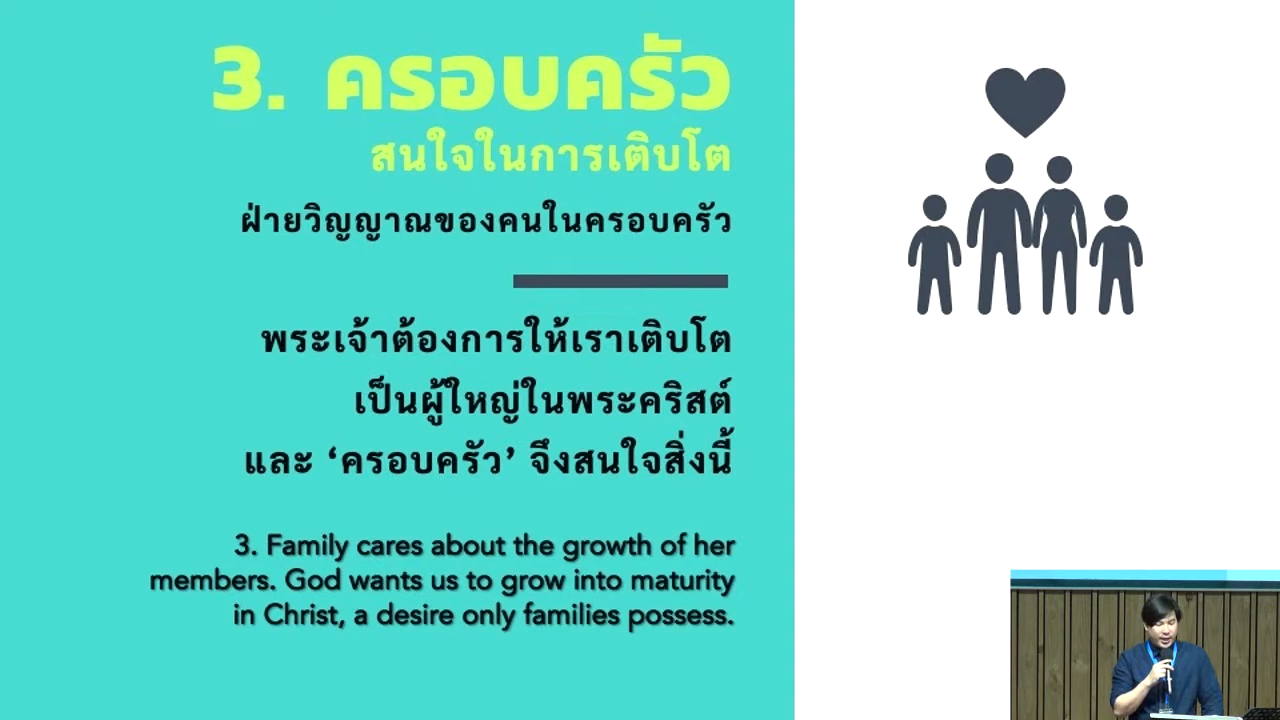 3. ครอบครัว
สนใจในการเติบโต
ฝ่ายวิญญาณของคนในครอบครัว
พระเจ้าต้องการให้เราเติบโต
เป็นผู้ใหญ่ในพระคริสต์
และ ‘ครอบครัว’ จึงสนใจสิ่งนี้
3. Family cares about the growth of her
members. God wants us to grow into maturity
in Christ, a desire only families possess.